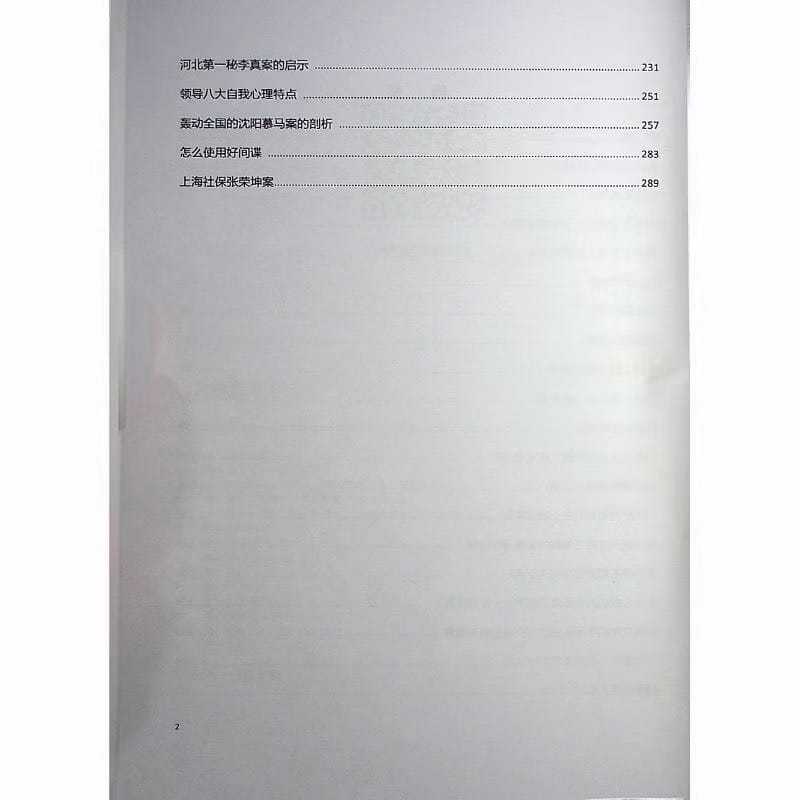 河北第一秘李真案的启示 ........................................ 231
领导八大自我心理特点 ........................................ 251
轰动全国的沈阳慕马案的剖析 ........................................ 257
怎么使用好间谍 ........................................ 283
上海社保张荣坤案........................................ 289
2